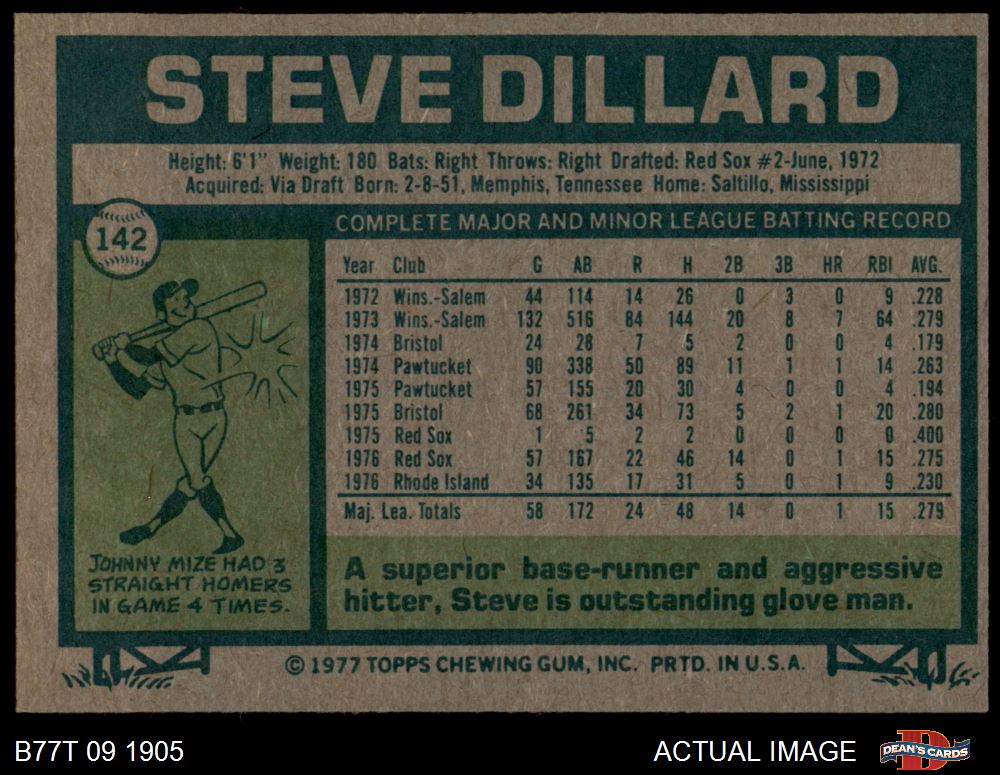 STEVE DILLARD
Height: 6'1" Weight: 180 Bats: Right Throws: Right Drafted: Red Sox #2-June, 1972
Acquired: Via Draft Born: 2-8-51, Memphis, Tennessee Home: Saltillo, Mississippi
142
COMPLETE MAJOR AND MINOR LEAGUE BATTING RECORD
Year Club G AB R H 2B 3B HR RBI AVG.
1972 Wins.-Salem 44 114 14 26 0 3 0 9 .228
1973 Wins.-Salem 132 516 84 144 20 8 7 64 .279
1974 Bristol 24 28 7 5 2 0 0 4 .179
1974 Pawtucket 90 338 50 89 11 1 1 14 .263
1975 Pawtucket 57 155 20 30 4 0 0 4 .194
1975 Bristol 68 261 34 73 5 2 1 20 .280
1975 Red Sox 1 5 2 2 0 0 0 0 .400
1976 Red Sox 57 167 22 46 14 0 1 15 .275
1976 Rhode Island 34 135 17 31 5 0 1 9 .230
Maj. Lea. Totals 58 172 24 48 14 0 1 15 .279
JOHNNY MIZE HAD 3
STRAIGHT HOMERS
IN GAME 4 TIMES.
A superior base-runner and aggressive
hitter, Steve is outstanding glove man.
© 1977 TOPPS CHEWING GUM, INC. PRTD. IN U.S.A.
B77T 09 1905
ACTUAL IMAGE
D
DEAN'S CARDS